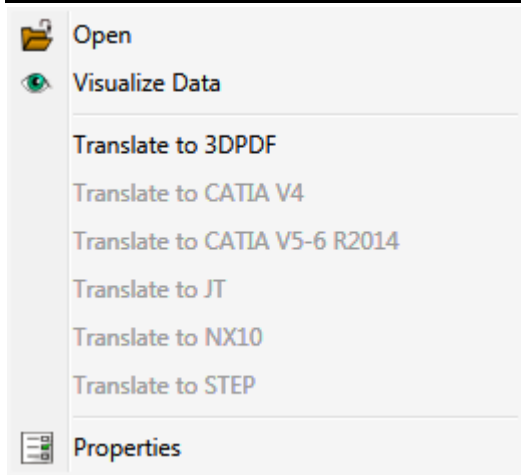 Open
Visualize Data
Translate to 3DPDF
Translate to CATIA V4
Translate to CATIA V5-6 R2014
Translate to JT
Translate to NX10
Translate to STEP
Properties